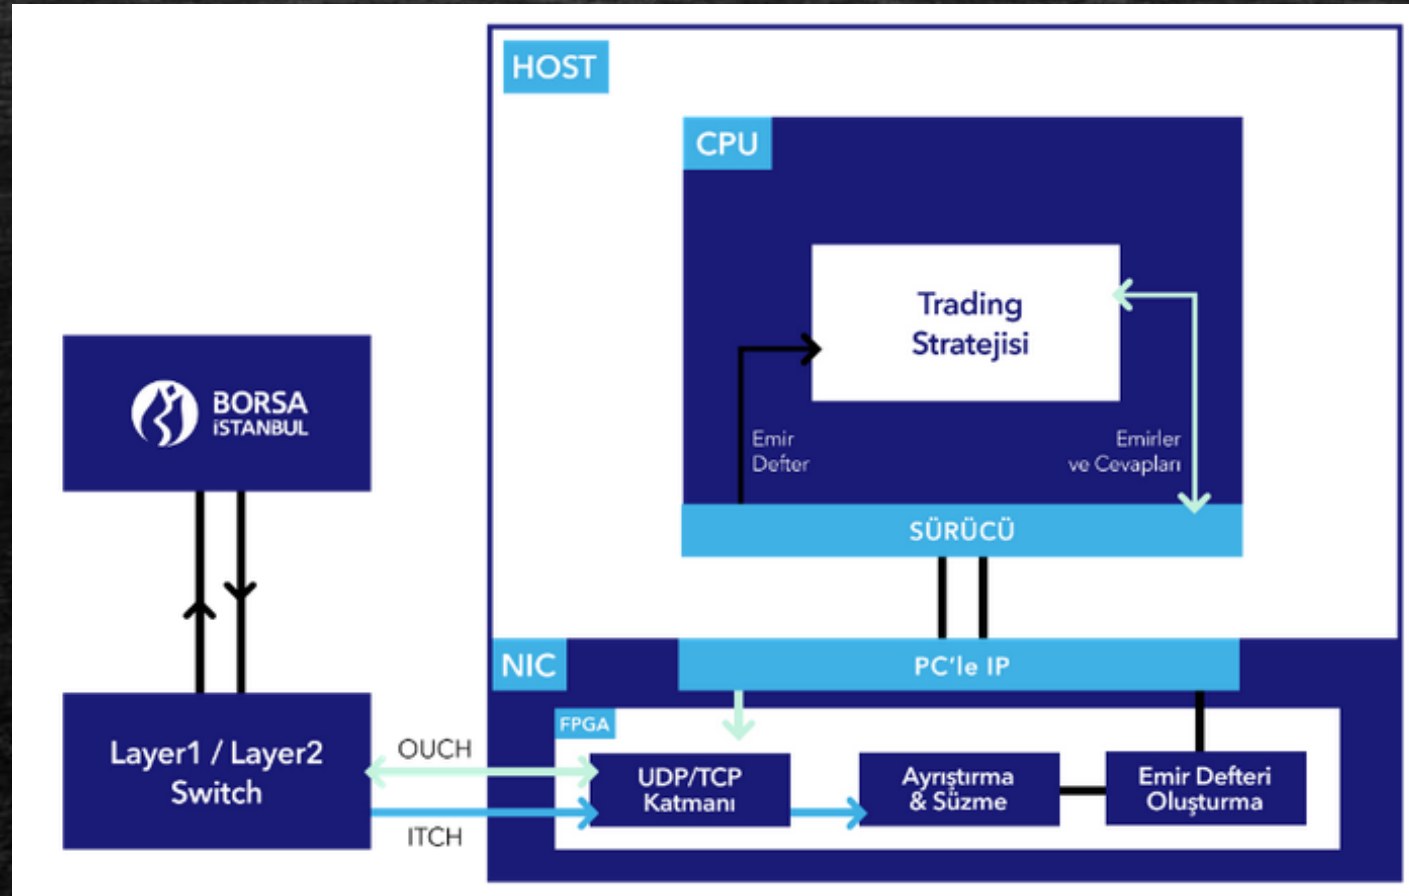 HOST
CPU
Trading
Stratejisi
Emir
Defter
Emirler
ve Cevapları
SÜRÜCÜ
BORSA
İSTANBUL
NIC
PC'le IP
FPGA
Layer1 / Layer2
Switch
OUCH
ITCH
UDP/TCP
Katmanı
Ayrıştırma
& Süzme
Emir Defteri
Oluşturma